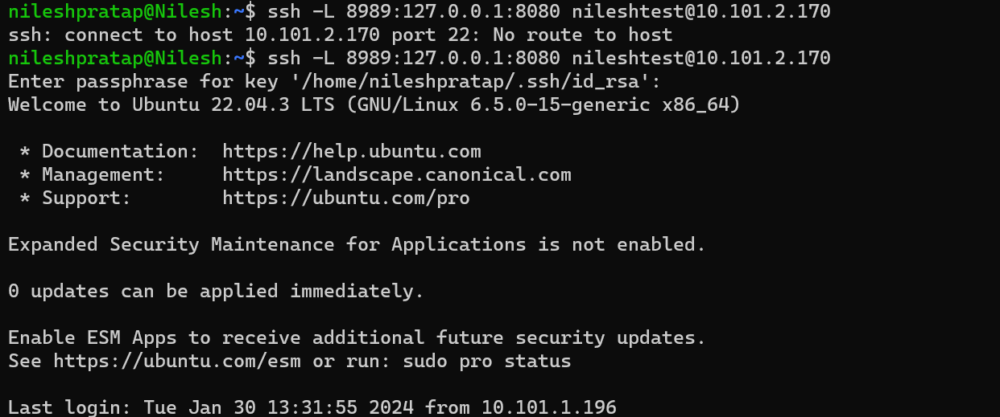 nileshpratap@Nilesh:~$ ssh -L 8989:127.0.0.1:8080 nileshtest@10.101.2.170
ssh: connect to host 10.101.2.170 port 22: No route to host
nileshpratap@Nilesh:~$ ssh -L 8989:127.0.0.1:8080 nileshtest@10.101.2.170
Enter passphrase for key '/home/nileshpratap/.ssh/id_rsa':
Welcome to Ubuntu 22.04.3 LTS (GNU/Linux 6.5.0-15-generic x86_64)

 * Documentation:  https://help.ubuntu.com
 * Management:     https://landscape.canonical.com
 * Support:        https://ubuntu.com/pro

Expanded Security Maintenance for Applications is not enabled.

0 updates can be applied immediately.

Enable ESM Apps to receive additional future security updates.
See https://ubuntu.com/esm or run: sudo pro status

Last login: Tue Jan 30 13:31:55 2024 from 10.101.1.196